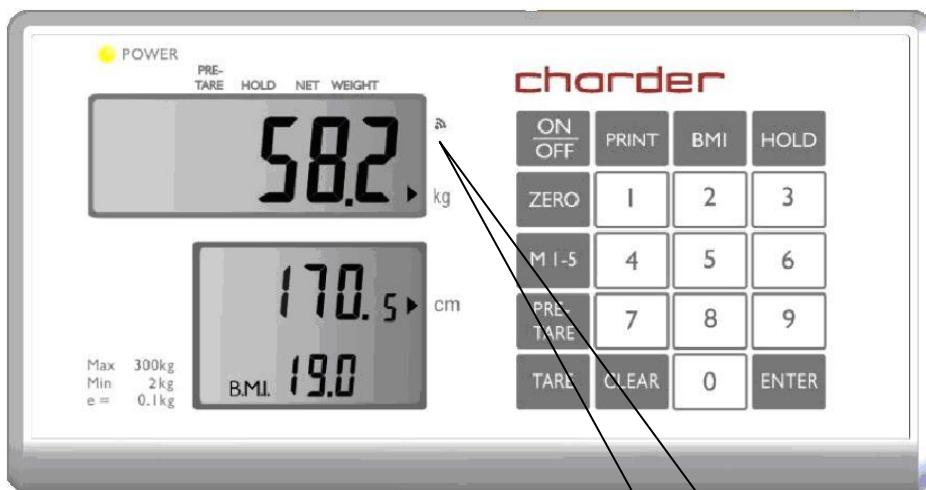 POWER
PRE-
TARE HOLD NET WEIGHT
58.2
kg
170.5
cm
B.M.I. 19.0
Max 300kg
Min 2kg
e = 0.1kg
charder
ON
OFF
PRINT BMI HOLD
ZERO 1 2 3
M 1-5 4 5 6
PRE-
TARE
7 8 9
TARE CLEAR 0 ENTER